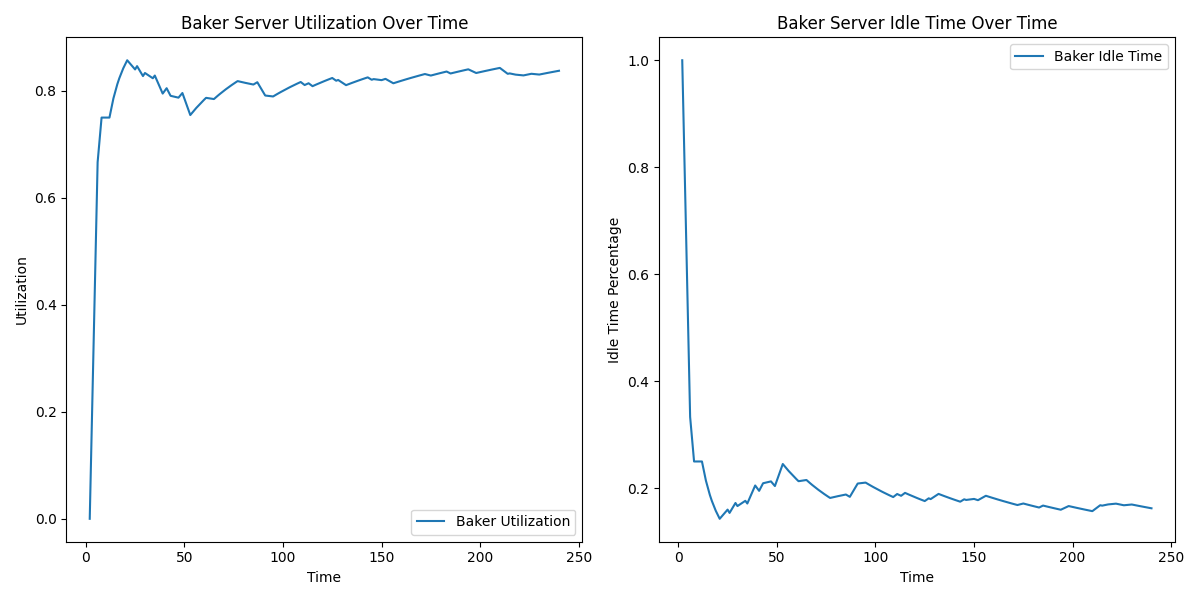 Baker Server Utilization Over Time
Utilization
0.8
0.6
0.4
0.2
0.0
Baker Utilization
0 50 100 150 200 250
Time
Baker Server Idle Time Over Time
Idle Time Percentage
1.0
0.8
0.6
0.4
0.2
Baker Idle Time
0 50 100 150 200 250
Time